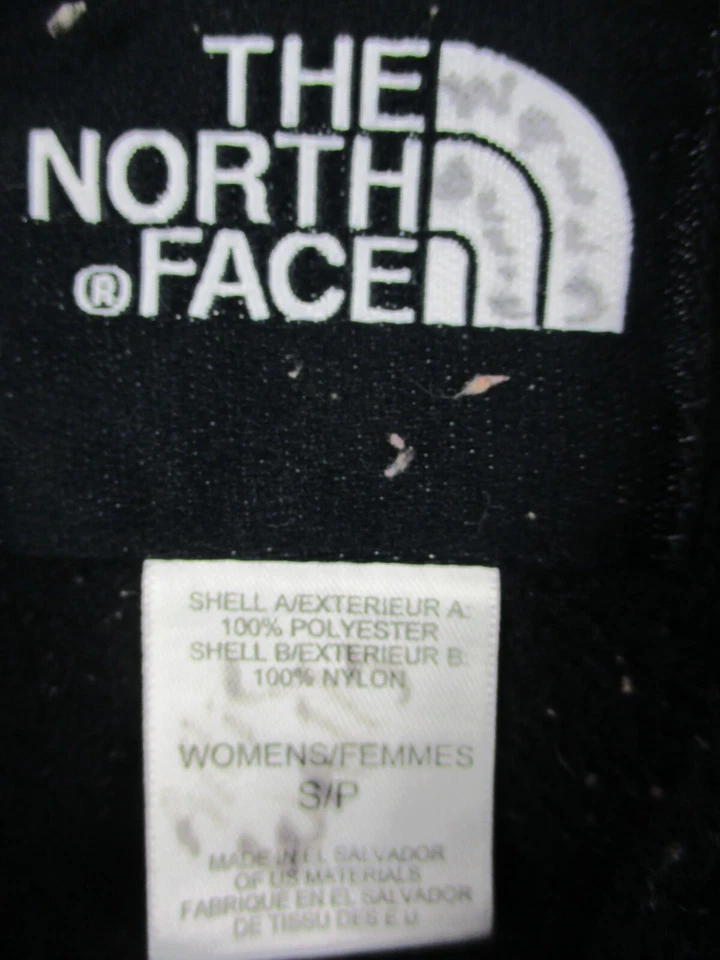 THE
NORTH
®FACE
SHELL A/EXTERIEUR A:
100% POLYESTER
SHELL B/EXTERIEUR B:
100% NYLON
WOMENS/FEMMES
S/P
MADE IN EL SALVADOR
OF US MATERIALS
FABRIQUE EN EL SALVADOR
DE TISSU DES E U